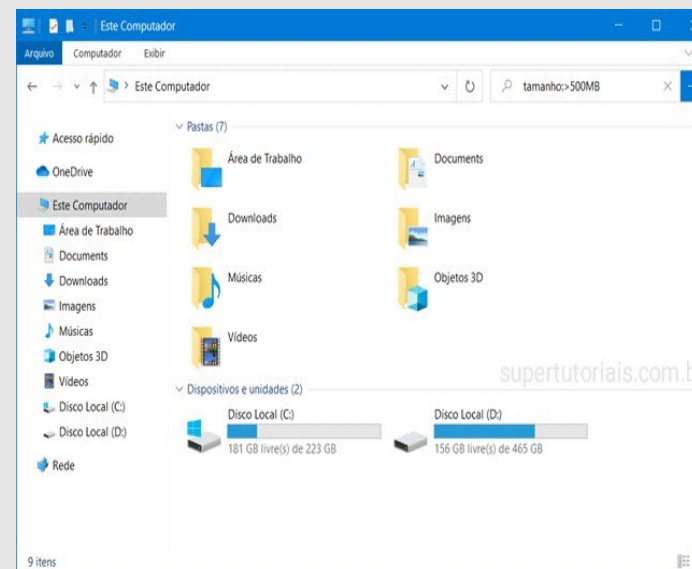 Este Computador
Arquivo Computador Exibir
Este Computador tamanho:>500MB
Acesso rápido
OneDrive
Este Computador
Área de Trabalho
Documents
Downloads
Imagens
Músicas
Objetos 3D
Vídeos
Disco Local (C:)
Disco Local (D:)
Rede
Pastas (7)
Área de Trabalho Documents
Downloads Imagens
Músicas Objetos 3D
Vídeos
supertutoriais.com.b
Dispositivos e unidades (2)
Disco Local (C:) Disco Local (D:)
181 GB livre(s) de 223 GB 156 GB livre(s) de 465 GB
9 itens